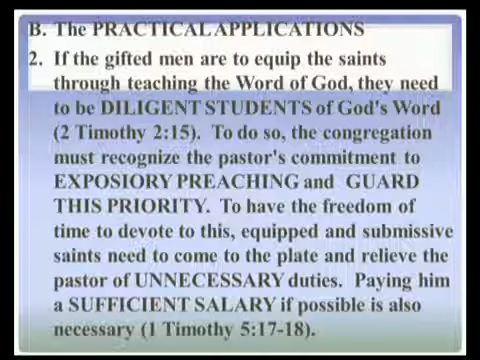 B. The PRACTICAL APPLICATIONS
2. If the gifted men are to equip the saints
through teaching the Word of God, they need
to be DILIGENT STUDENTS of God's Word
(2 Timothy 2:15). To do so, the congregation
must recognize the pastor's commitment to
EXPOSIORY PREACHING and GUARD
THIS PRIORITY. To have the freedom of
time to devote to this, equipped and submissive
saints need to come to the plate and relieve the
pastor of UNNECESSARY duties. Paying him
a SUFFICIENT SALARY if possible is also
necessary (1 Timothy 5:17-18).